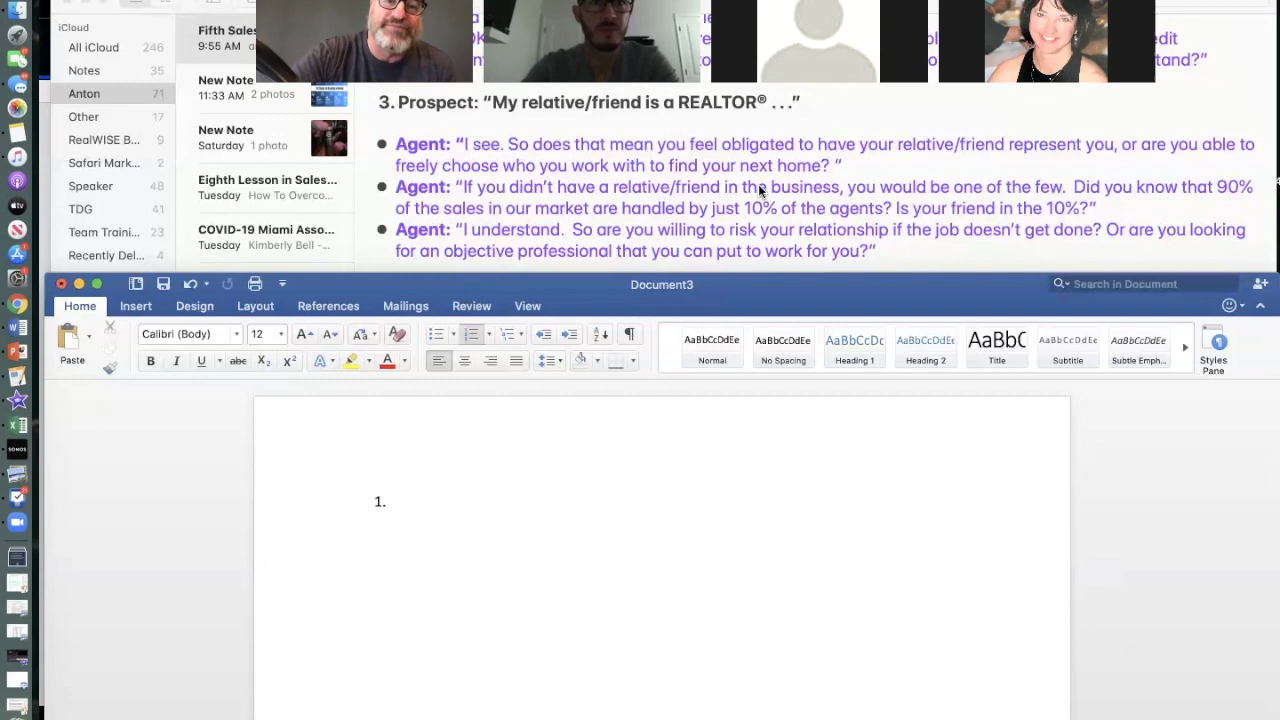 iCloud
All iCloud 246
Notes 35
Anton 71
Other 17
RealWISE B... 9
Safari Mark... 2
Speaker 48
TDG 41
Team Traini... 23
Recently Del... 4
Fifth Sales
9:55 AM
New Note
11:33 AM 2 photos
New Note
Saturday 1 photo
Eighth Lesson in Sales...
Tuesday How To Overco...
COVID-19 Miami Asso...
Tuesday Kimberly Bell -...
edit
stand?”
3. Prospect: “My relative/friend is a REALTOR® . . .”
Agent: “I see. So does that mean you feel obligated to have your relative/friend represent you, or are you able to
freely choose who you work with to find your next home? “
Agent: “If you didn’t have a relative/friend in the business, you would be one of the few. Did you know that 90%
of the sales in our market are handled by just 10% of the agents? Is your friend in the 10%?”
Agent: “I understand. So are you willing to risk your relationship if the job doesn’t get done? Or are you looking
for an objective professional that you can put to work for you?”
Document3
Search in Document
Home Insert Design Layout References Mailings Review View
Paste
Calibri (Body) 12
B I U abc X2 X2
AaBbCcDdEe AaBbCcDdEe AaBbCcDc AaBbCcDdEe AaBbC AaBbCcDdEe AaBbCcDdEe
Normal No Spacing Heading 1 Heading 2 Title Subtitle Subtle Emph...
Styles
Pane
1.
SONOS